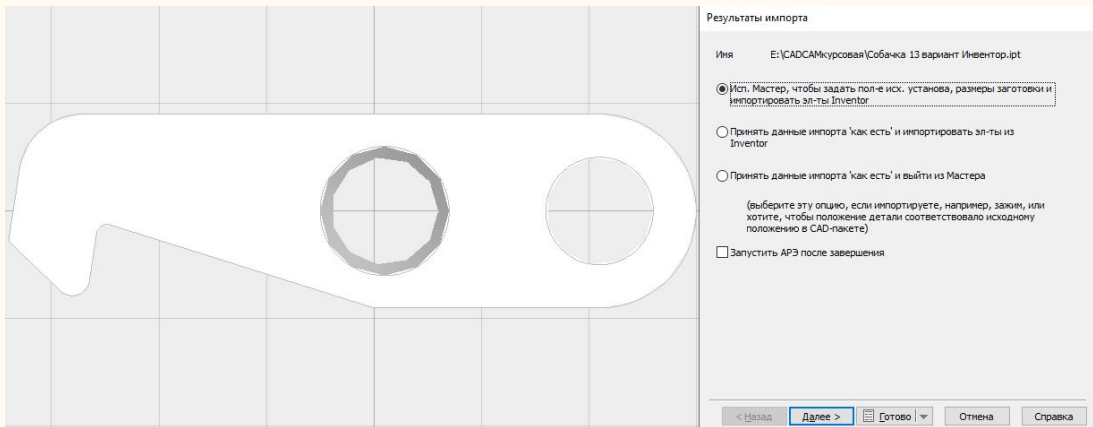 Результаты импорта
Имя E:\CADCAMкурсовая\Собачка 13 вариант Инвентор.ipt
Исп. Мастер, чтобы задать пол-е исх. установа, размеры заготовки и
импортировать эл-ты Inventor
Принять данные импорта 'как есть' и импортировать эл-ты из
Inventor
Принять данные импорта 'как есть' и выйти из Мастера
(выберите эту опцию, если импортируете, например, зажим, или
хотите, чтобы положение детали соответствовало исходному
положению в CAD-пакете)
Запустить АРЭ после завершения
< Назад Далее > Готово Отмена Справка